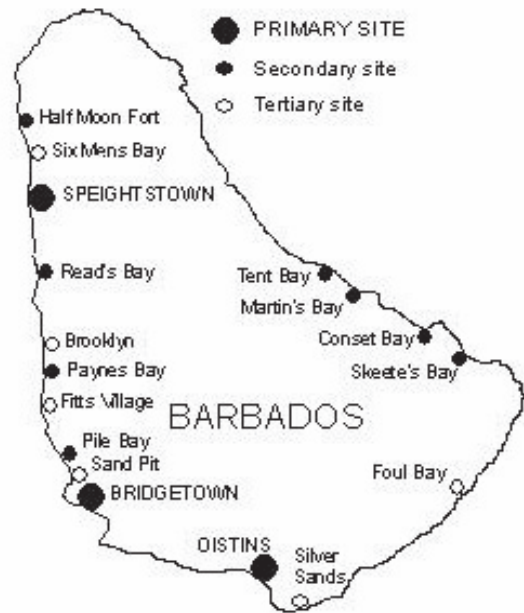 PRIMARY SITE
Secondary site
Tertiary site
Half Moon Fort
Six Mens Bay
SPEIGHTSTOWN
Read's Bay
Tent Bay
Martin's Bay
Brooklyn
Conset Bay
Paynes Bay
Skeete's Bay
Fitts Village
BARBADOS
Pile Bay
Sand Pit
Foul Bay
BRIDGETOWN
OISTINS
Silver
Sands